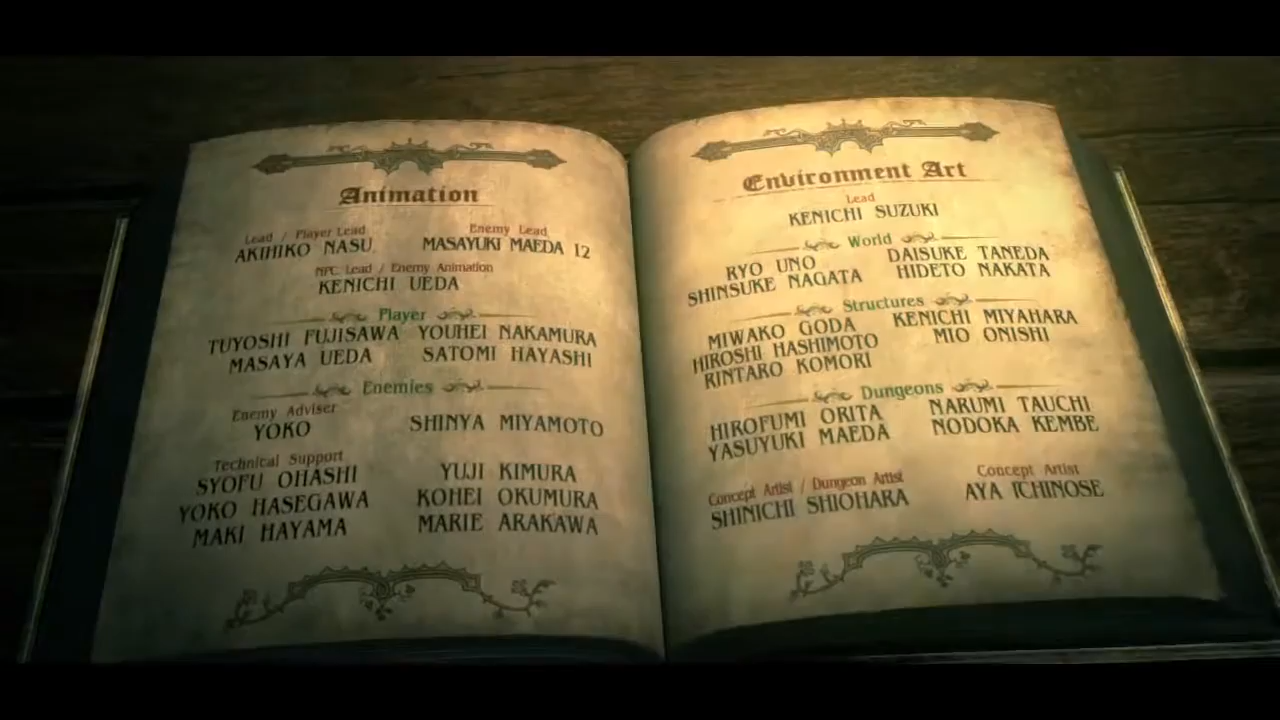 Animation
Lead / Player Lead
AKIHIKO NASU
Enemy Lead
MASAYUKI MAEDA 12
NPC Lead / Enemy Animation
KENICHI UEDA
Player
TUYOSHI FUJISAWA YOUHEI NAKAMURA
MASAYA UEDA SATOMI HAYASHI
Enemies
Enemy Adviser
YOKO
SHINYA MIYAMOTO
Technical Support
SYOFU OHASHI YUJI KIMURA
YOKO HASEGAWA KOHEI OKUMURA
MAKI HAYAMA MARIE ARAKAWA
Environment Art
Lead
KENICHI SUZUKI
World
RYO UNO DAISUKE TANEDA
SHINSUKE NAGATA HIDETO NAKATA
Structures
MIWAKO GODA KENICHI MIYAHARA
HIROSHI HASHIMOTO MIO ONISHI
RINTARO KOMORI
Dungeons
HIROFUMI ORITA NARUMI TAUCHI
YASUYUKI MAEDA NODOKA KEMBE
Concept Artist / Dungeon Artist
SHINICHI SHIOHARA
Concept Artist
AYA ICHINOSE